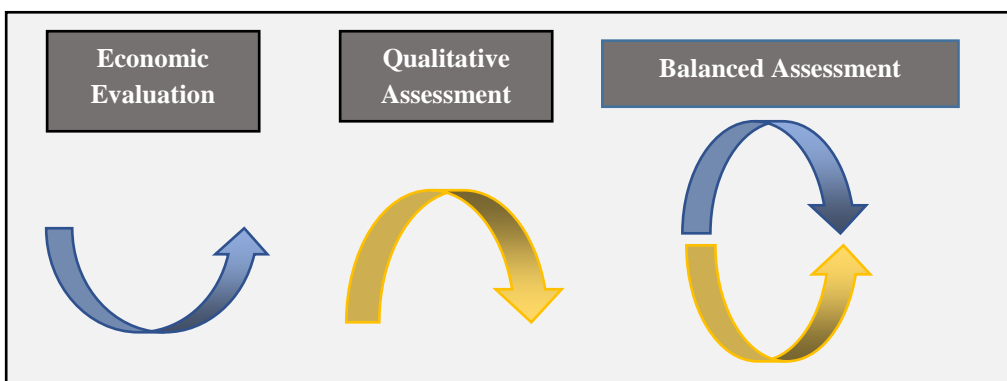 Economic
Evaluation
Qualitative
Assessment
Balanced Assessment